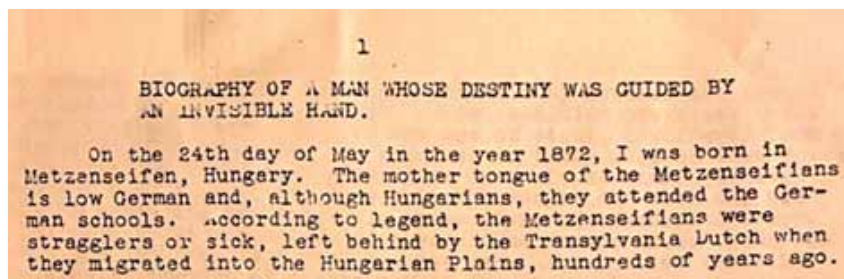 1
BIOGRAPHY OF A MAN WHOSE DESTINY WAS GUIDED BY
AN INVISIBLE HAND.
On the 24th day of May in the year 1872, I was born in
Metzenseifen, Hungary. The mother tongue of the Metzenseifians
is low German and, although Hungarians, they attended the Ger-
man schools. According to legend, the Metzenseifians were
stragglers or sick, left behind by the Transylvania Dutch when
they migrated into the Hungarian Plains, hundreds of years ago.